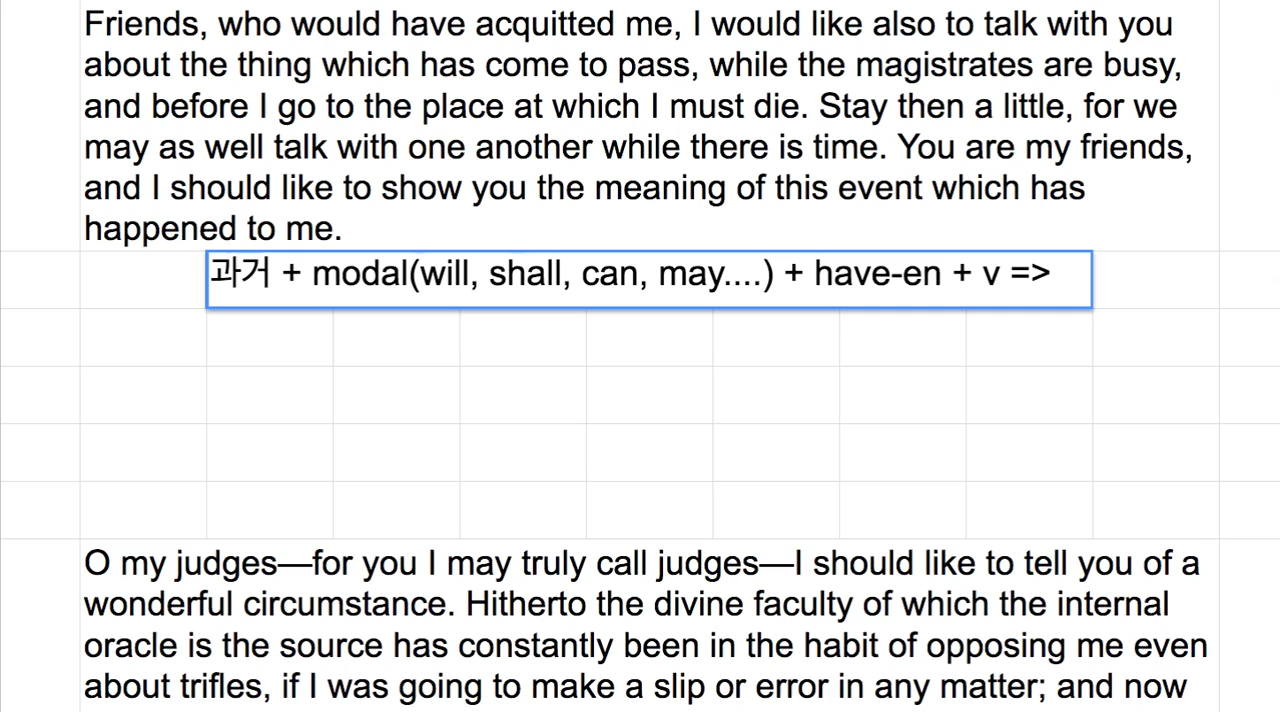 Friends, who would have acquitted me, I would like also to talk with you
about the thing which has come to pass, while the magistrates are busy,
and before I go to the place at which I must die. Stay then a little, for we
may as well talk with one another while there is time. You are my friends,
and I should like to show you the meaning of this event which has
happened to me.
과거 + modal(will, shall, can, may....) + have-en + v =>
O my judges—for you I may truly call judges—I should like to tell you of a
wonderful circumstance. Hitherto the divine faculty of which the internal
oracle is the source has constantly been in the habit of opposing me even
about trifles, if I was going to make a slip or error in any matter; and now